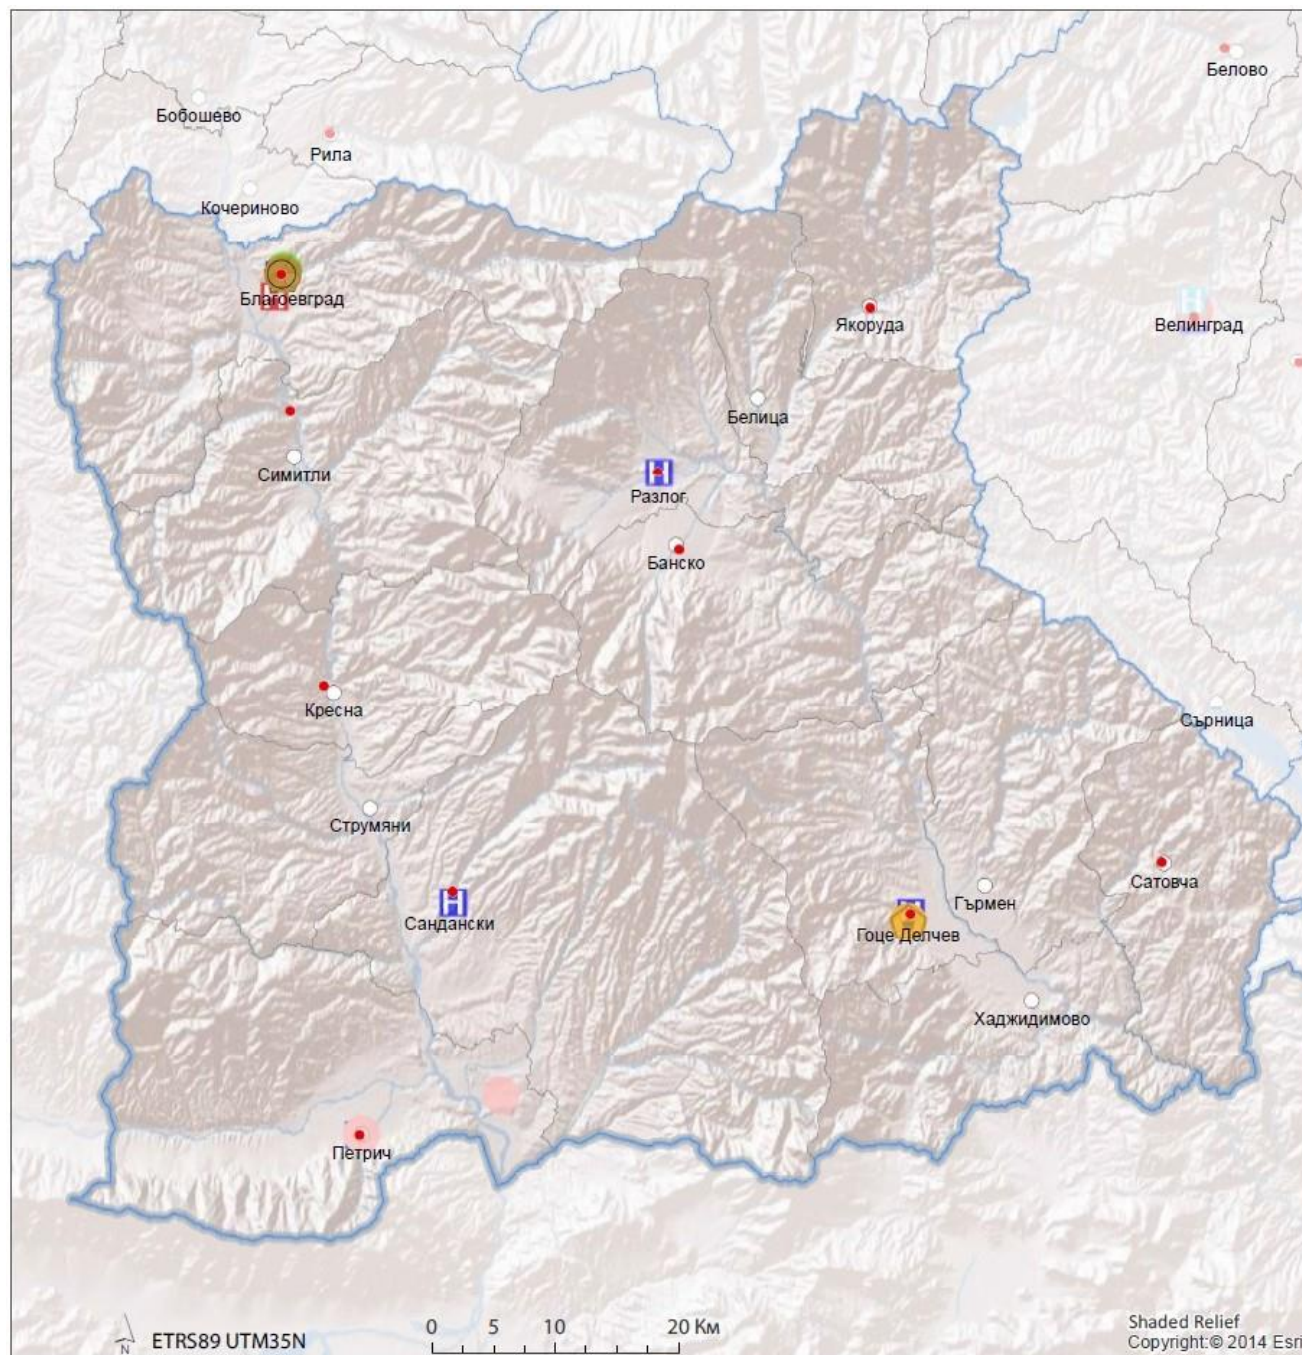 Белово
Бобошево
Рила
Кочериново
Благоевград
Якоруда
Велинград
Белица
Симитли
Разлог
Банско
Кресна
Сърница
Струмяни
Сатовча
Гърмен
Сандански
Гоце Делчев
Хаджидимово
Петрич
N ETRS89 UTM35N
0 5 10 20 Км
Shaded Relief
Copyright:© 2014 Esri